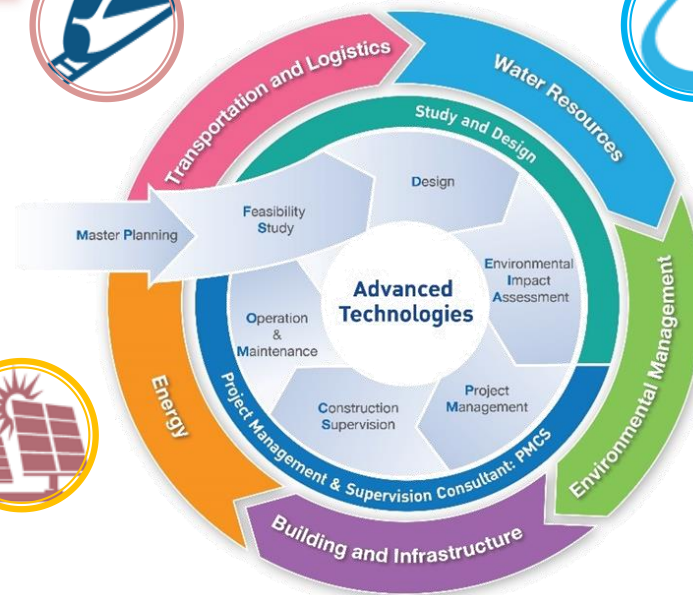 Transportation and Logistics
Water Resources
Study and Design
Design
Feasibility
Study
Master Planning
Environmental
Impact
Assessment
Advanced
Technologies
Operation
&
Maintenance
Project
Management
Construction
Supervision
Project Management & Supervision Consultant: PMCS
Energy
Environmental Management
Building and Infrastructure